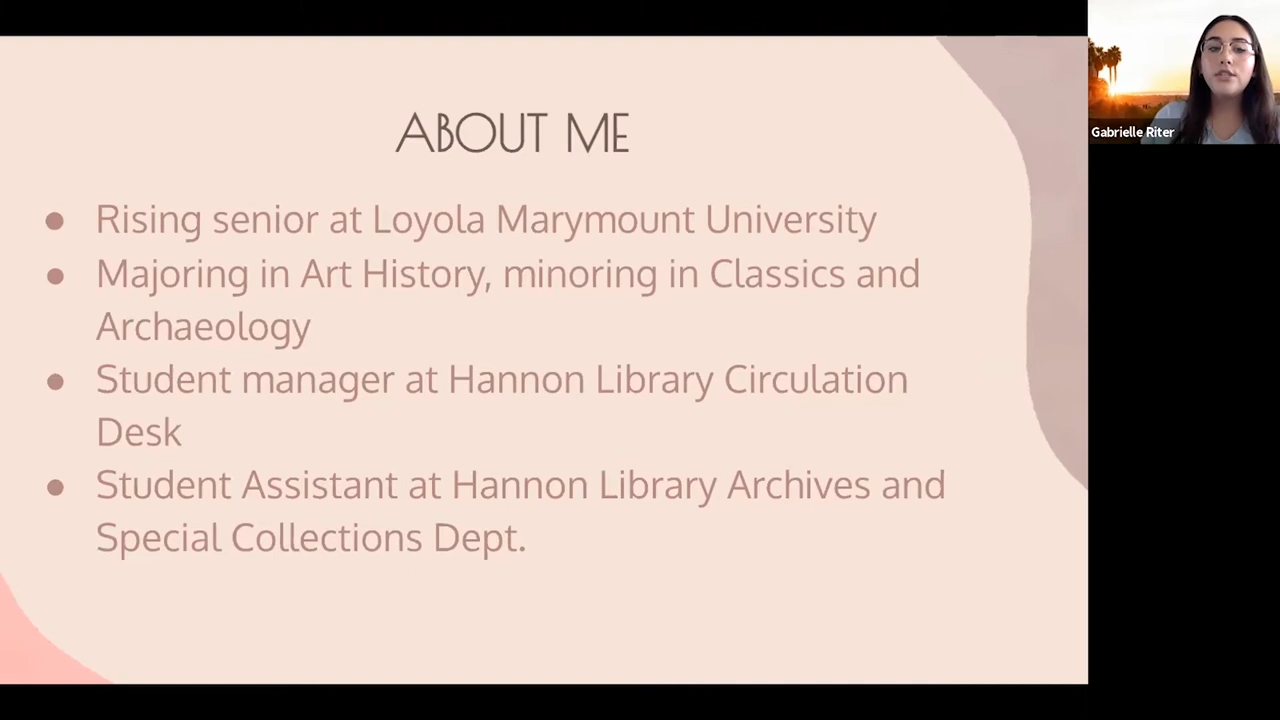 ABOUT ME
● Rising senior at Loyola Marymount University
● Majoring in Art History, minoring in Classics and
Archaeology
● Student manager at Hannon Library Circulation
Desk
● Student Assistant at Hannon Library Archives and
Special Collections Dept.
Gabrielle Riter